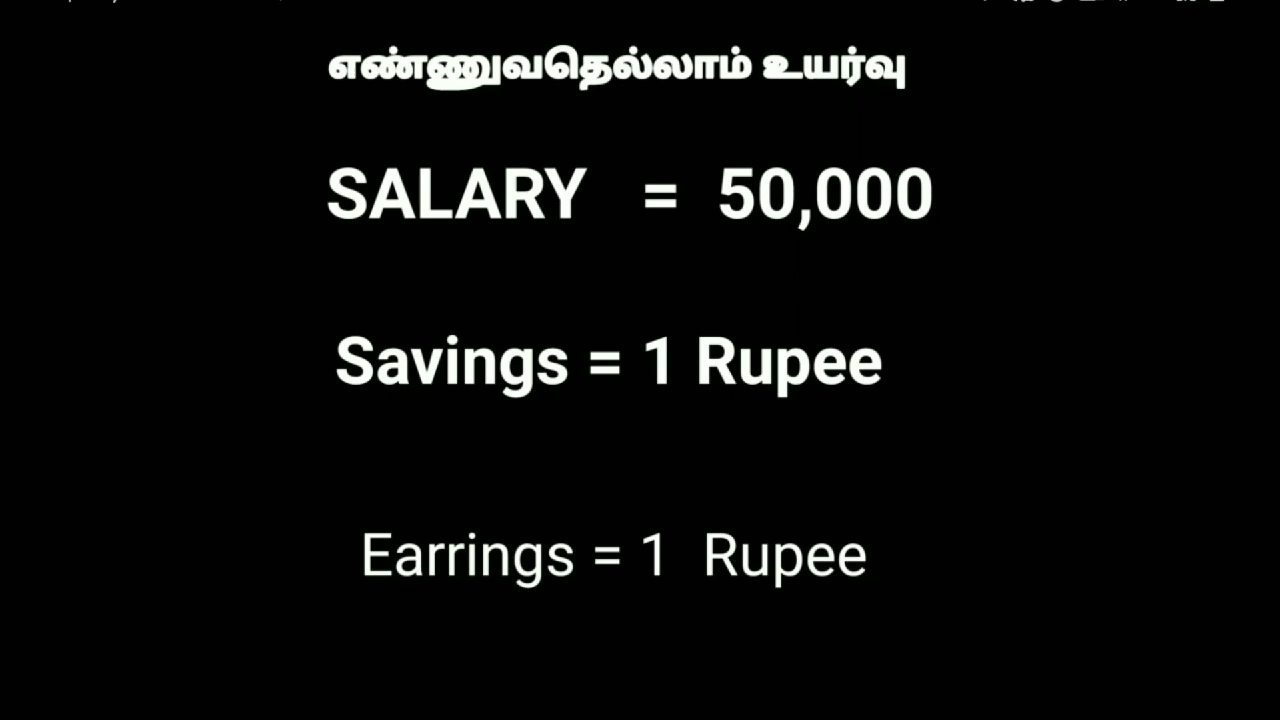 எண்ணுவதெல்லாம் உயர்வு
SALARY = 50,000
Savings = 1 Rupee
Earrings = 1 Rupee